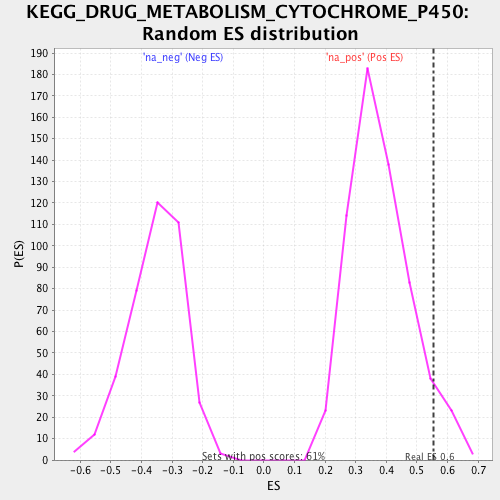 KEGG_DRUG_METABOLISM_CYTOCHROME_P450:
Random ES distribution
'na_neg' (Neg ES)
'na_pos' (Pos ES)
190
180
170
160
150
140
130
120
110
100
90
80
70
60
50
40
30
20
10
0
P(ES)
Sets with pos scores: 61%
Real ES 0.6
-0.6 -0.5 -0.4 -0.3 -0.2 -0.1 0.0 0.1 0.2 0.3 0.4 0.5 0.6 0.7
ES